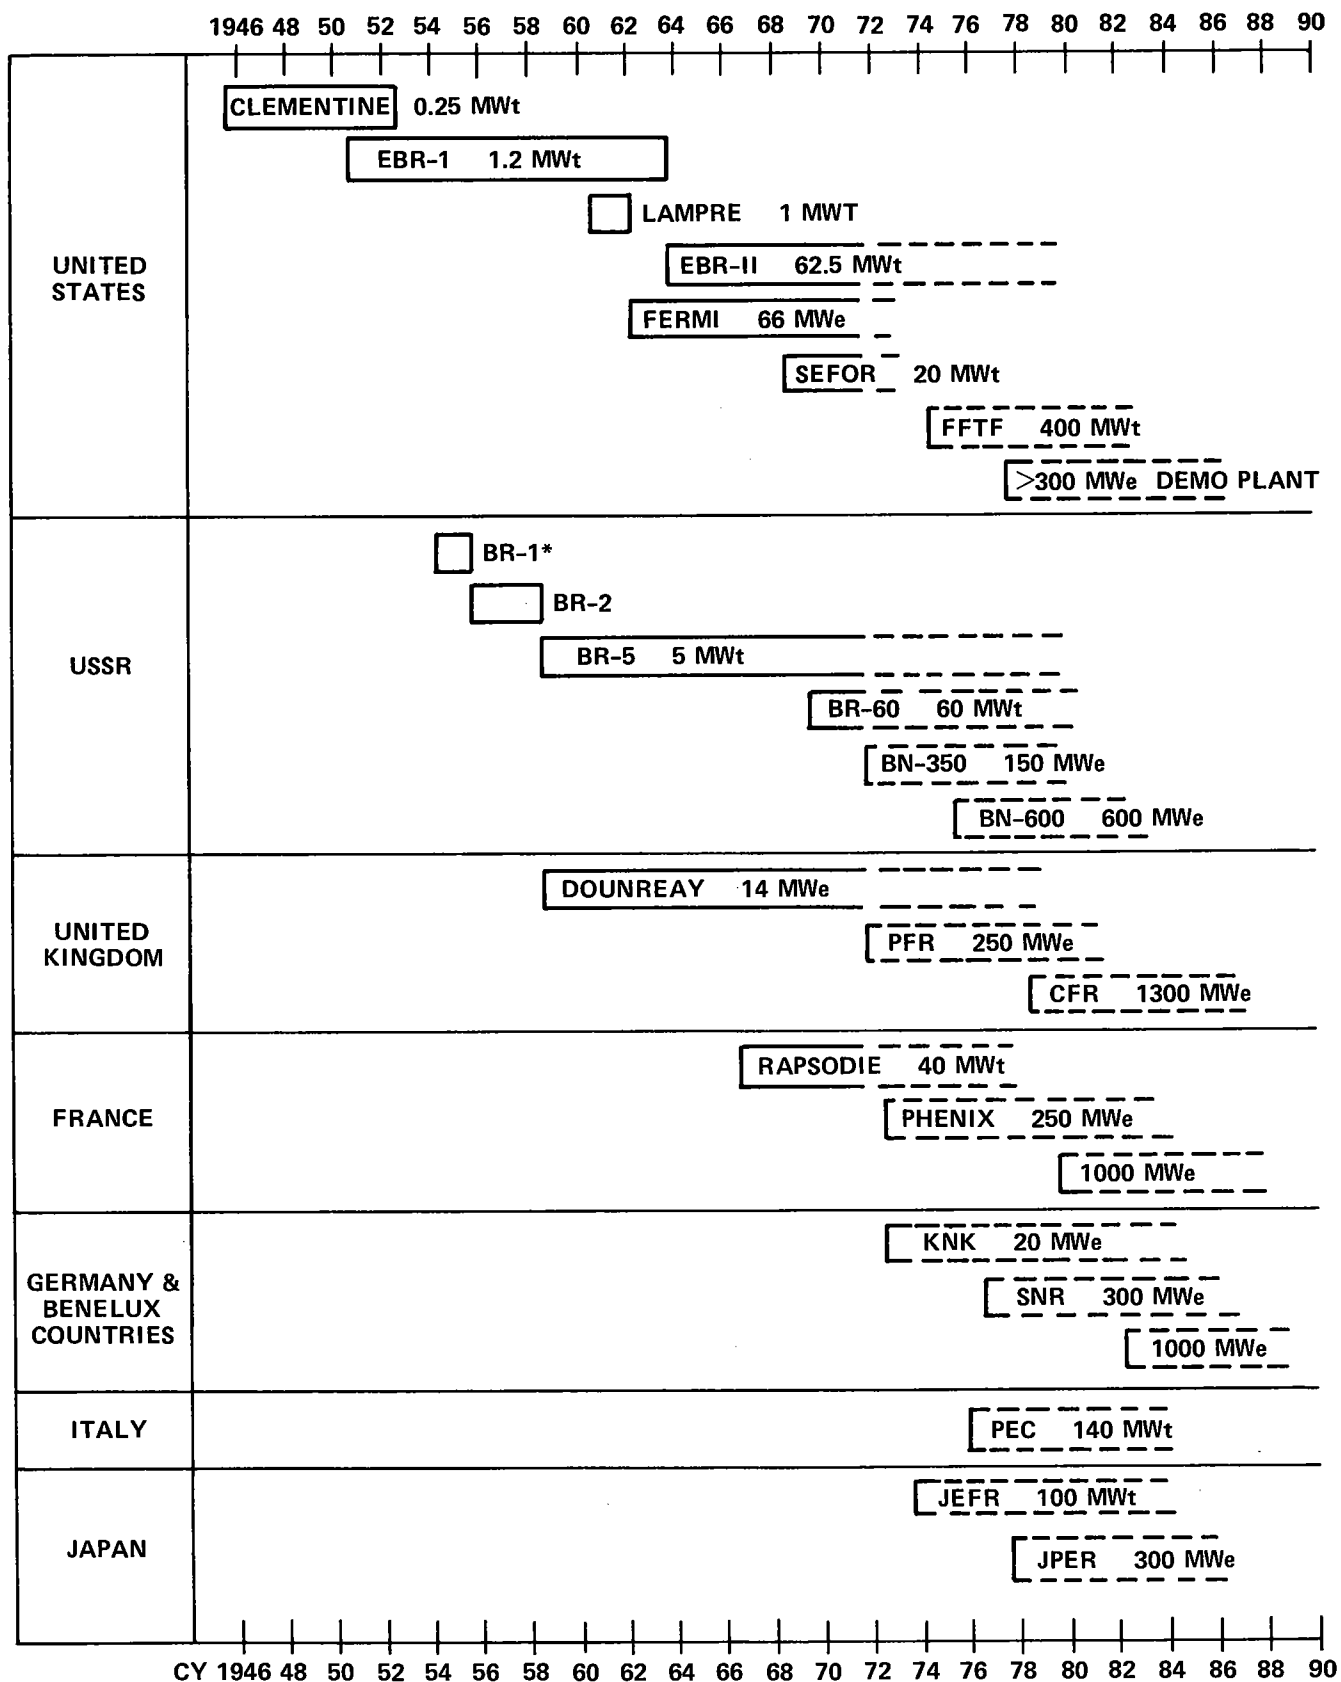 1946 48 50 52 54 56 58 60 62 64 66 68 70 72 74 76 78 80 82 84 86 88 90
CLEMENTINE 0.25 MWt
EBR-1 1.2 MWt
LAMPRE 1 MWT
UNITED
STATES
EBR-II 62.5 MWt
FERMI 66 MWe
SEFOR 20 MWt
FFTF 400 MWt
>300 MWe DEMO PLANT
USSR
BR-1*
BR-2
BR-5 5 MWt
BR-60 60 MWt
BN-350 150 MWe
BN-600 600 MWe
UNITED
KINGDOM
DOUNREAY 14 MWe
PFR 250 MWe
CFR 1300 MWe
FRANCE
RAPSODIE 40 MWt
PHENIX 250 MWe
1000 MWe
GERMANY &
BENELUX
COUNTRIES
KNK 20 MWe
SNR 300 MWe
1000 MWe
ITALY
PEC 140 MWt
JAPAN
JEFR 100 MWt
JPER 300 MWe
CY 1946 48 50 52 54 56 58 60 62 64 66 68 70 72 74 76 78 80 82 84 86 88 90